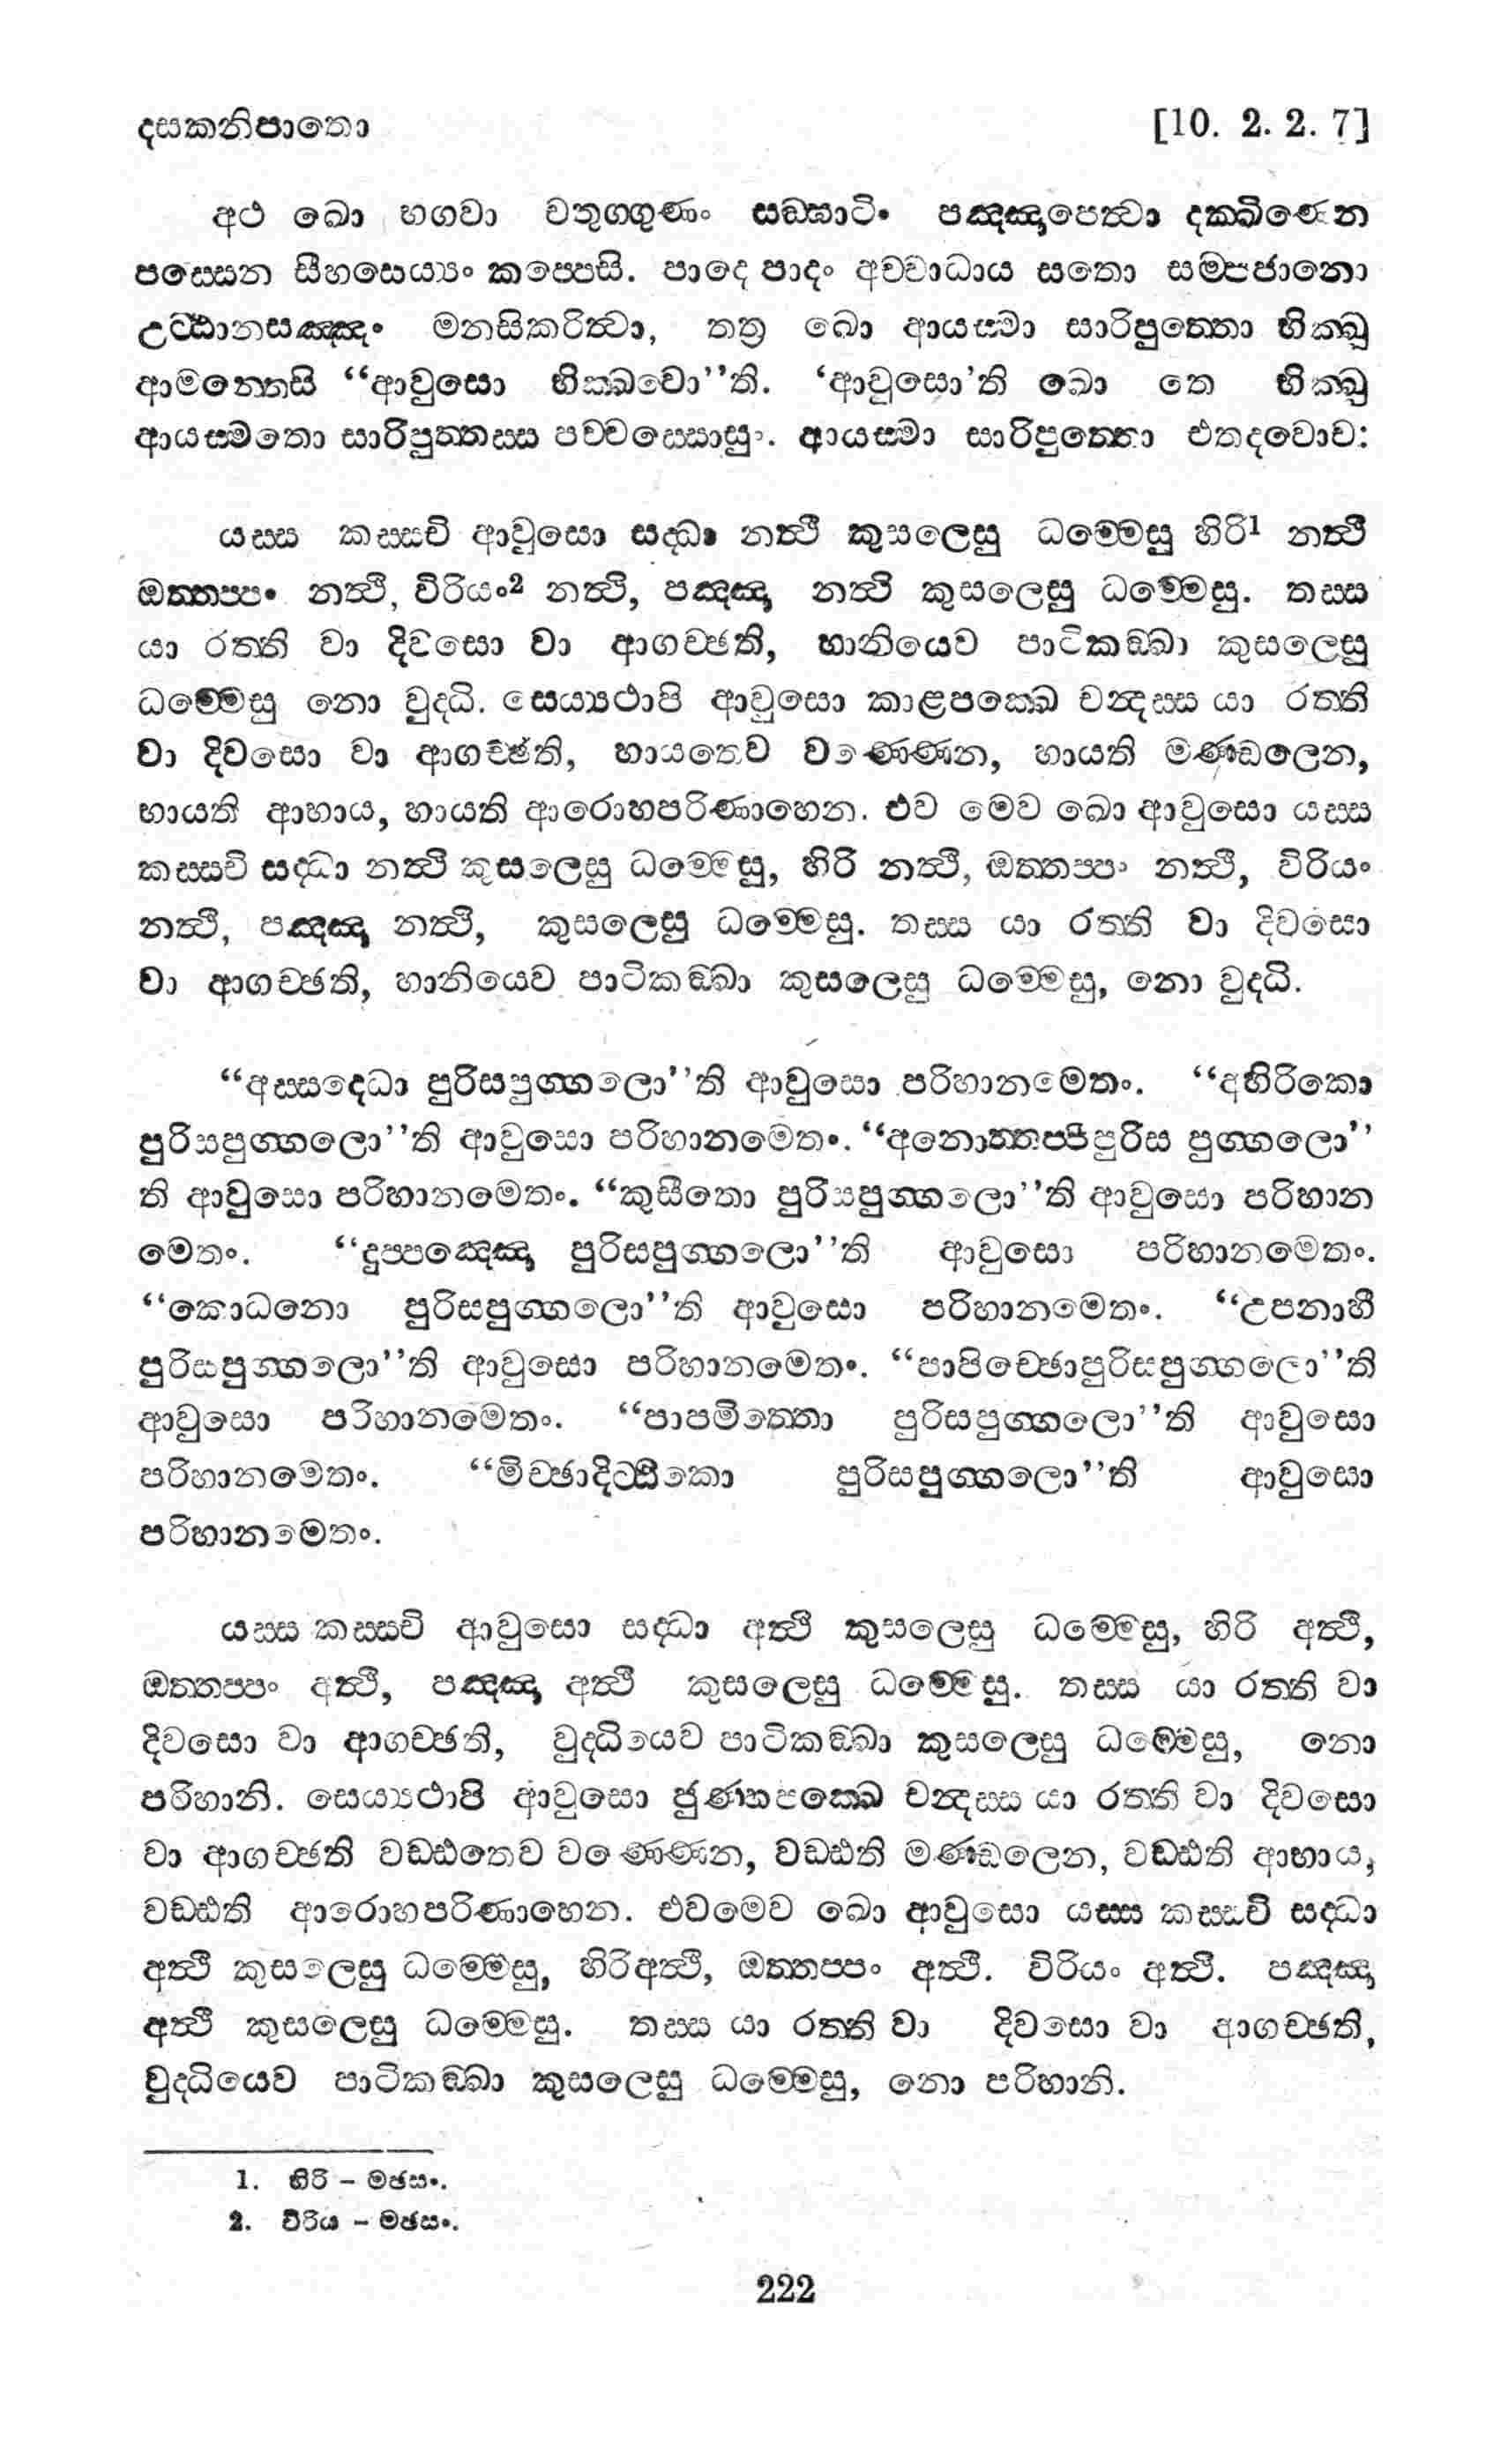 දසකනිපාතො [10. 2. 2. 7]
අථ ඛො භගවා චතුග්ගුණං සඞ්ඝාටිං පඤ්ඤාපෙත්වා දක්ඛිණෙන
පස්සෙන සීහසෙය්‍යං කප්පෙසි. පාදෙ පාදං අච්චාධාය සතො සම්පජානො
උට්ඨානසඤ්ඤං මනසිකරිත්වා, තත්‍ර ඛො ආයස්මා සාරිපුත්තො භික්ඛූ
ආමන්තෙසි “ආවුසො භික්ඛවො”ති. ‘ආවුසො’ති ඛො තෙ භික්ඛු
ආයස්මතො සාරිපුත්තස්ස පච්චස්සොසුං. ආයස්මා සාරිපුත්තො එතදවොච:
යස්ස කස්සචි ආවුසො සද්ධා නත්ථි කුසලෙසු ධම්මෙසු හිරි¹ නත්ථි
ඔත්තප්පං නත්ථි, විරියං² නත්ථි, පඤ්ඤා නත්ථි කුසලෙසු ධම්මෙසු. තස්ස
යා රත්ති වා දිවසො වා ආගච්ඡති, හානියෙව පාටිකඞ්ඛා කුසලෙසු
ධම්මෙසු නො වුද්ධි. සෙය්‍යථාපි ආවුසො කාළපක්ඛෙ චන්දස්ස යා රත්ති
වා දිවසො වා ආගච්ඡති, හායතෙව වණ්ණෙන, හායති මණ්ඩලෙන,
හායති ආභාය, හායති ආරොහපරිණාහෙන. එව මෙව ඛො ආවුසො යස්ස
කස්සචි සද්ධා නත්ථි කුසලෙසු ධම්මෙසු, හිරි නත්ථි, ඔත්තප්පං නත්ථි, විරියං
නත්ථි, පඤ්ඤා නත්ථි, කුසලෙසු ධම්මෙසු. තස්ස යා රත්ති වා දිවසො
වා ආගච්ඡති, හානියෙව පාටිකඞ්ඛා කුසලෙසු ධම්මෙසු, නො වුද්ධි.
“අස්සද්ධො පුරිසපුග්ගලො”ති ආවුසො පරිහානමෙතං. “අහිරිකො
පුරිසපුග්ගලො”ති ආවුසො පරිහානමෙතං. “අනොත්තප්පීපුරිස පුග්ගලො”
ති ආවුසො පරිහානමෙතං. “කුසීතො පුරිසපුග්ගලො”ති ආවුසො පරිහාන
මෙතං. “දුප්පඤ්ඤො පුරිසපුග්ගලො”ති ආවුසො පරිහානමෙතං.
“කොධනො පුරිසපුග්ගලො”ති ආවුසො පරිහානමෙතං. “උපනාහී
පුරිසපුග්ගලො”ති ආවුසො පරිහානමෙතං. “පාපිච්ඡොපුරිසපුග්ගලො”ති
ආවුසො පරිහානමෙතං. “පාපමිත්තො පුරිසපුග්ගලො”ති ආවුසො
පරිහානමෙතං. “මිච්ඡාදිට්ඨිකො පුරිසපුග්ගලො”ති ආවුසො
පරිහානමෙතං.
යස්ස කස්සචි ආවුසො සද්ධා අත්ථි කුසලෙසු ධම්මෙසු, හිරි අත්ථි,
ඔත්තප්පං අත්ථි, පඤ්ඤා අත්ථි කුසලෙසු ධම්මෙසු. තස්ස යා රත්ති වා
දිවසො වා ආගච්ඡති, වුද්ධියෙව පාටිකඞ්ඛා කුසලෙසු ධම්මෙසු, නො
පරිහානි. සෙය්‍යථාපි ආවුසො ජුණ්හපක්ඛෙ චන්දස්ස යා රත්ති වා දිවසො
වා ආගච්ඡති වඩ්ඪතෙව වණ්ණෙන, වඩ්ඪති මණ්ඩලෙන, වඩ්ඪති ආභාය,
වඩ්ඪති ආරොහපරිණාහෙන. එවමෙව ඛො ආවුසො යස්ස කස්සචි සද්ධා
අත්ථි කුසලෙසු ධම්මෙසු, හිරිඅත්ථි, ඔත්තප්පං අත්ථි. විරියං අත්ථි. පඤ්ඤා
අත්ථි කුසලෙසු ධම්මෙසු. තස්ස යා රත්ති වා දිවසො වා ආගච්ඡති,
වුද්ධියෙව පාටිකඞ්ඛා කුසලෙසු ධම්මෙසු, නො පරිහානි.
1. හිරී – මඡසං.
2. වීරිය – මඡසං.
222